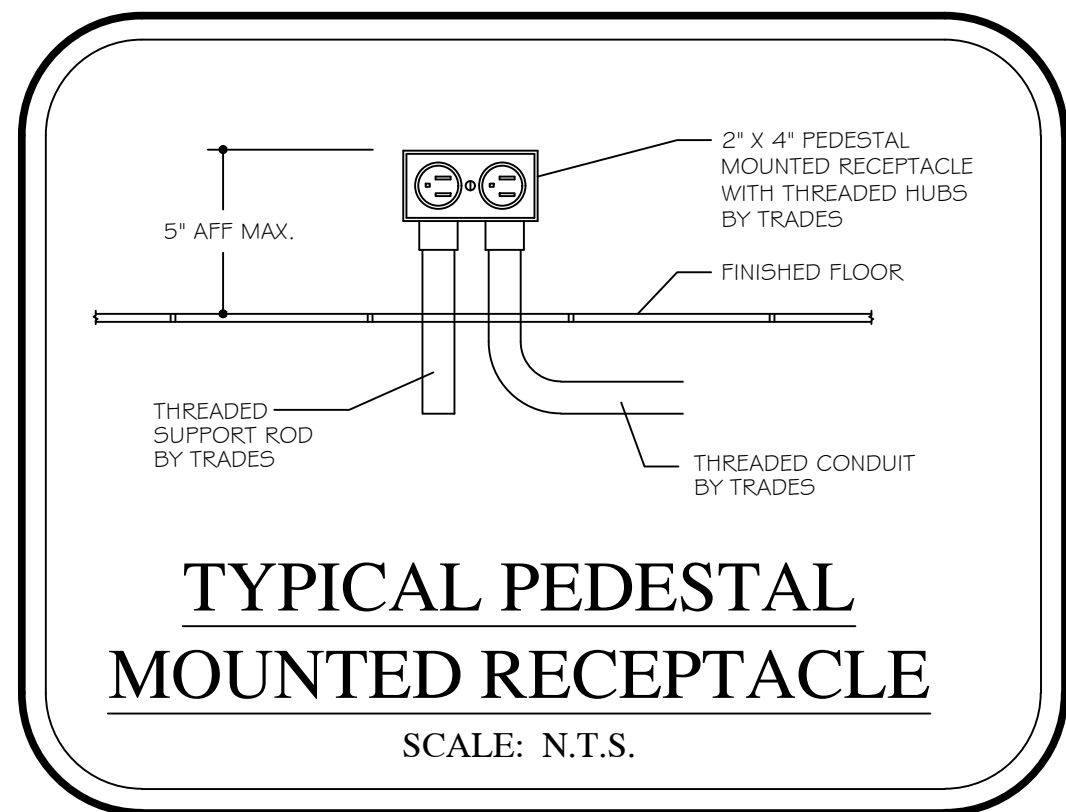 2" X 4" PEDESTAL
MOUNTED RECEPTACLE
WITH THREADED HUBS
BY TRADES
5" AFF MAX.
FINISHED FLOOR
THREADED
SUPPORT ROD
BY TRADES
THREADED CONDUIT
BY TRADES
TYPICAL PEDESTAL
MOUNTED RECEPTACLE
SCALE: N.T.S.